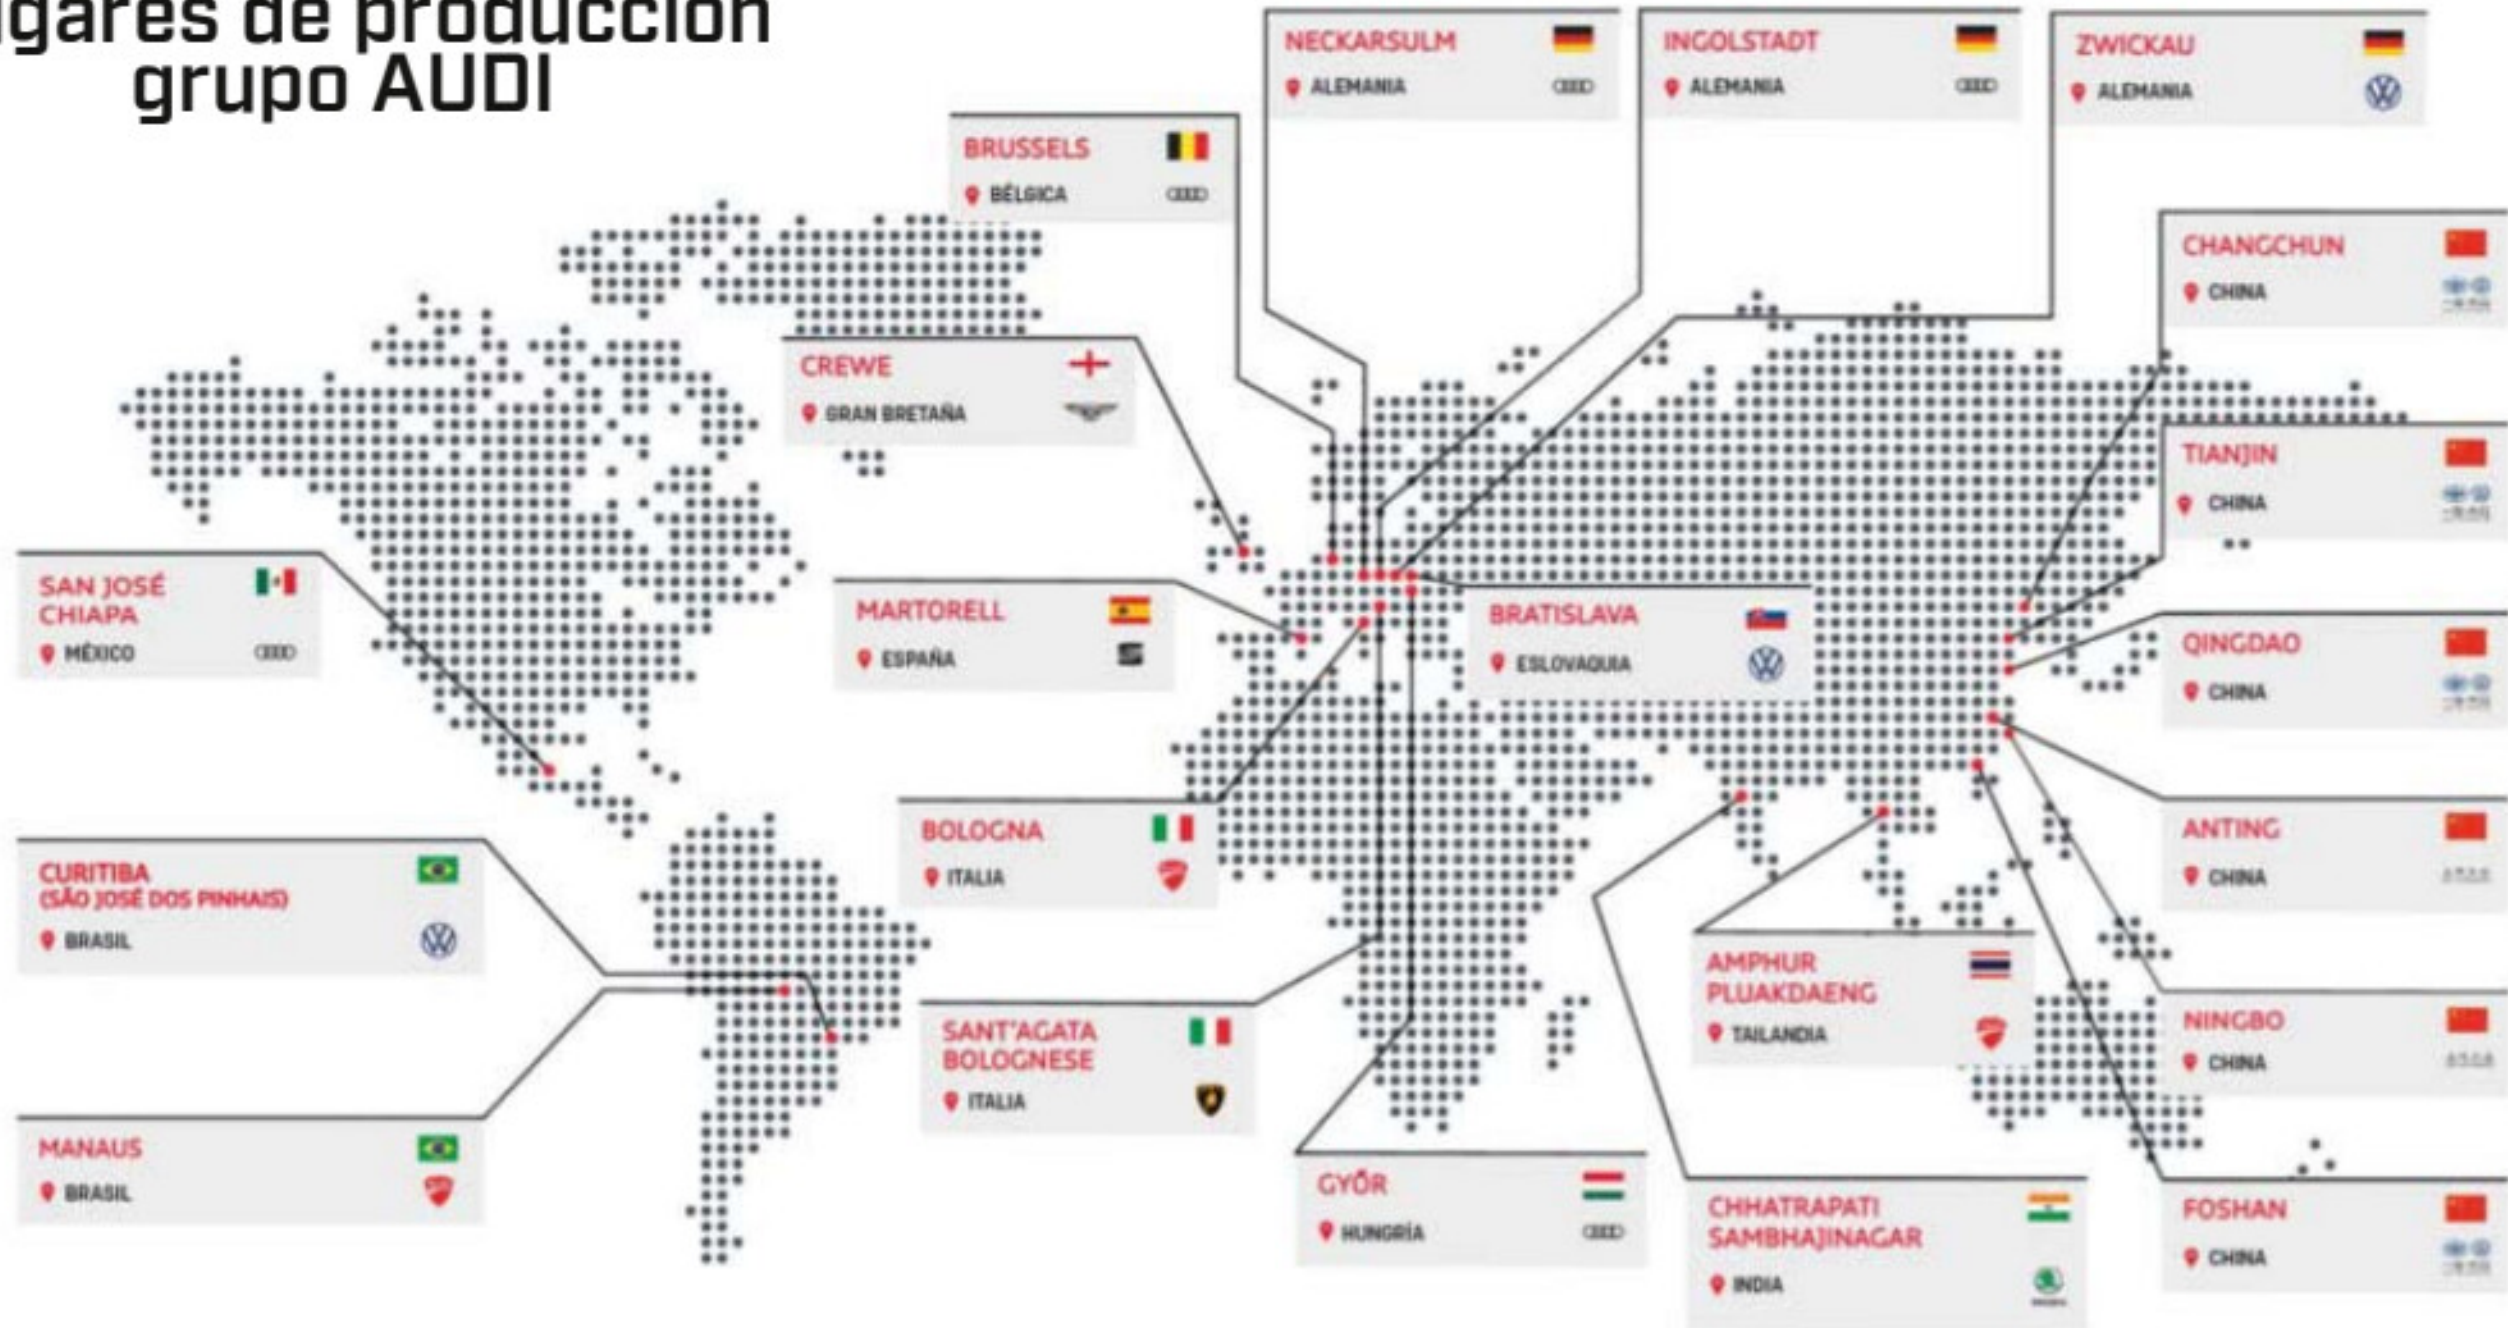 gares de producción
grupo AUDI
NECKARSULM
ALEMANIA
INGOLSTADT
ALEMANIA
ZWICKAU
ALEMANIA
BRUSSELS
BÉLGICA
CHANGCHUN
CHINA
CREWE
GRAN BRETAÑA
TIANJIN
CHINA
SAN JOSÉ
CHIAPA
MÉXICO
MARTORELL
ESPAÑA
BRATISLAVA
ESLOVAQUIA
QINGDAO
CHINA
BOLOGNA
ITALIA
ANTING
CHINA
CURITIBA
(SÃO JOSÉ DOS PINHAIS)
BRASIL
AMPHUR
PLUAKDAENG
TAILANDIA
SANT'AGATA
BOLOGNESE
ITALIA
NINGBO
CHINA
MANAUS
BRASIL
GYŐR
HUNGRÍA
CHHATRAPATI
SAMBHAJINAGAR
INDIA
FOSHAN
CHINA